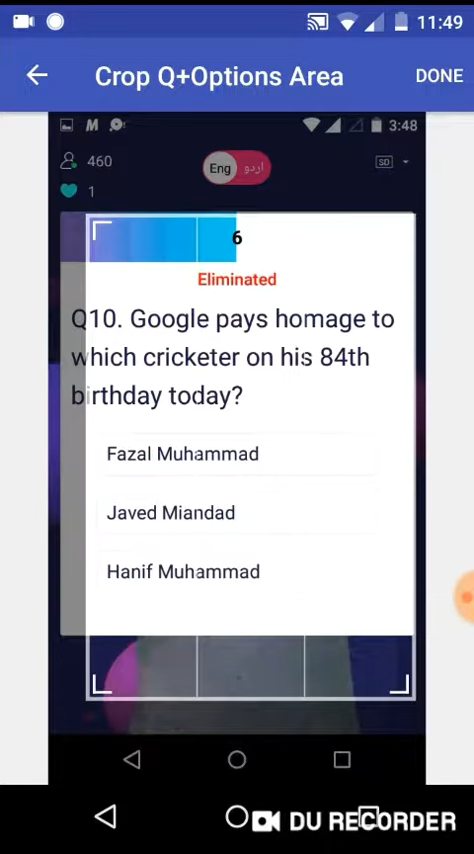 11:49
Crop Q+Options Area
DONE
M
3:48
460
Eng
اردو
SD
1
6
Eliminated
Q10. Google pays homage to
which cricketer on his 84th
birthday today?
Fazal Muhammad
Javed Miandad
Hanif Muhammad
DU RECORDER